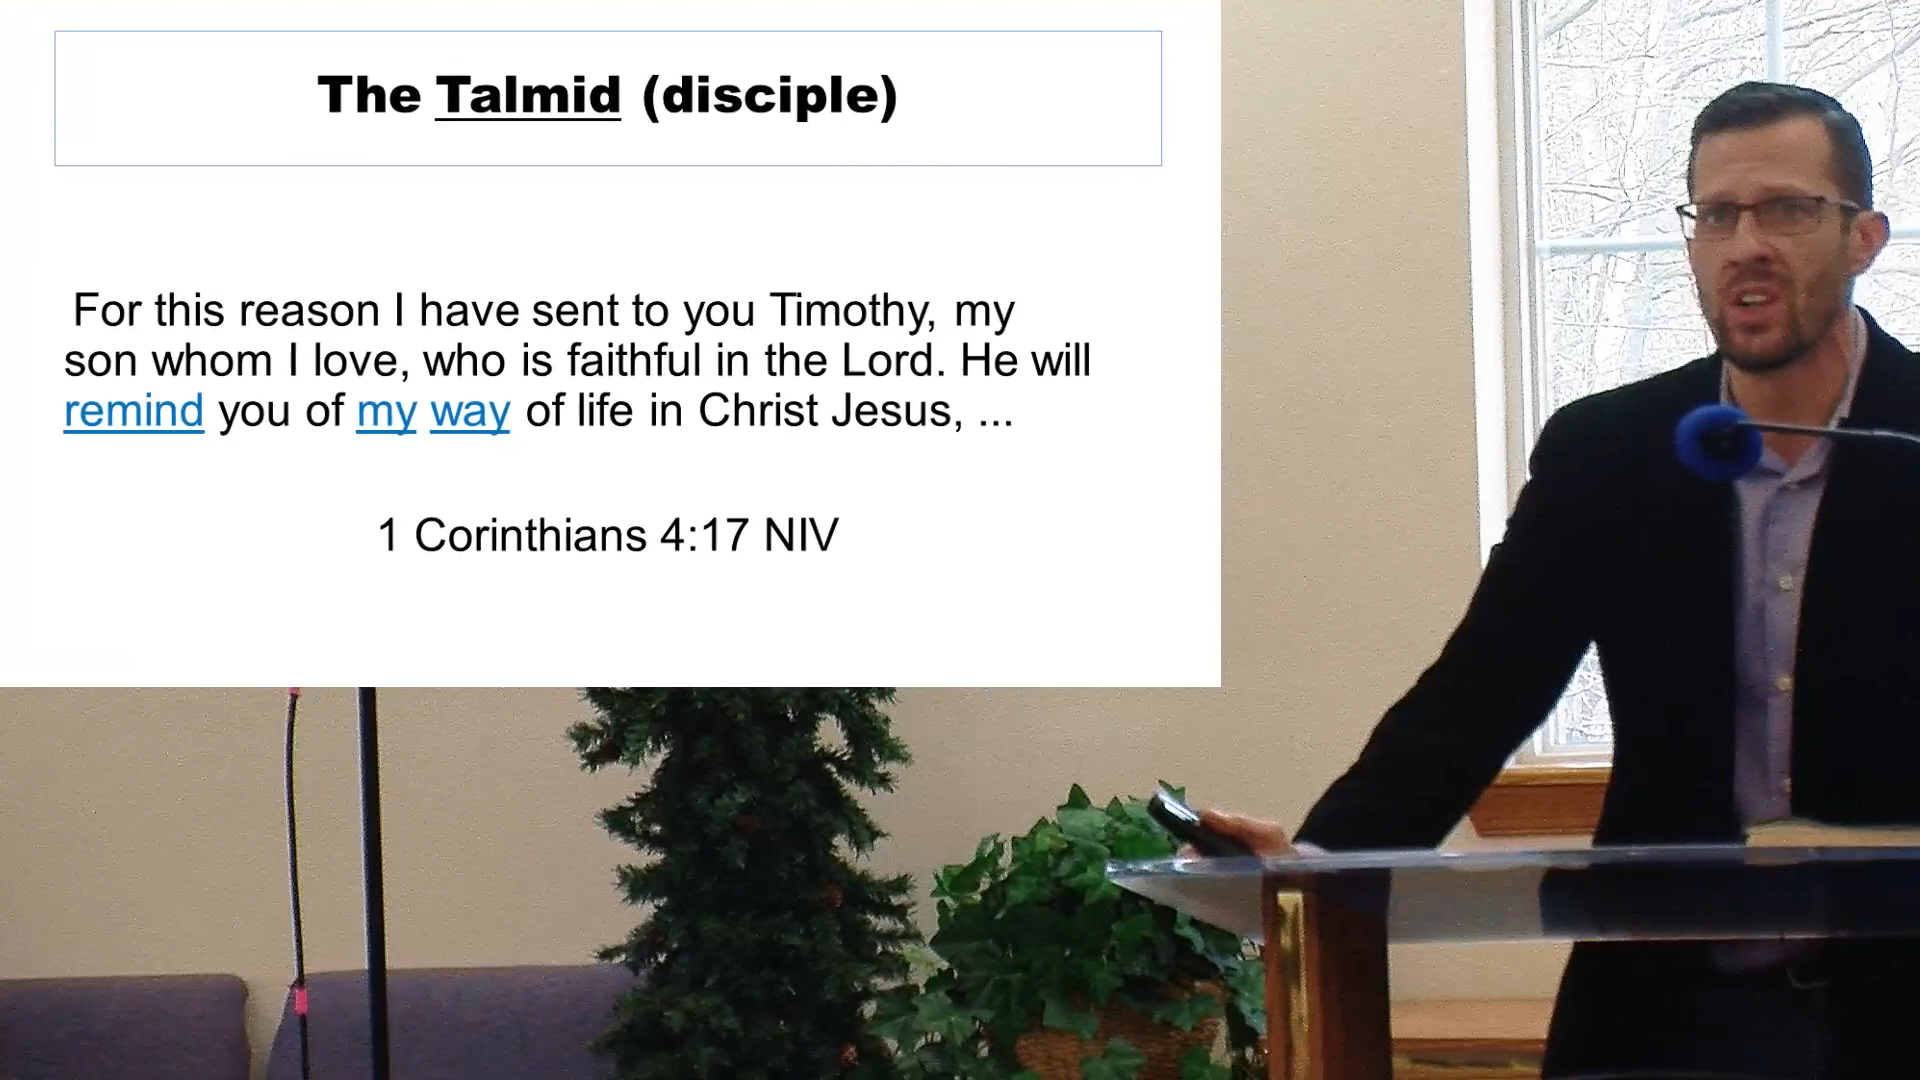 The Talmid (disciple)
For this reason I have sent to you Timothy, my
son whom I love, who is faithful in the Lord. He will
remind you of my way of life in Christ Jesus, ...
1 Corinthians 4:17 NIV